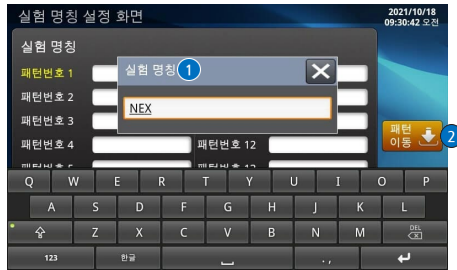 실험 명칭 설정 화면
2021/10/18
09:30:42 오전
실험 명칭
패턴번호 1
실험 명칭 1
NEX
패턴번호 2
패턴번호 3
패턴번호 4
패턴번호 12
패턴
이동
2
Q W E R T Y U I O P
A S D F G H J K L
Z X C V B N M DEL
123 한글 . ,